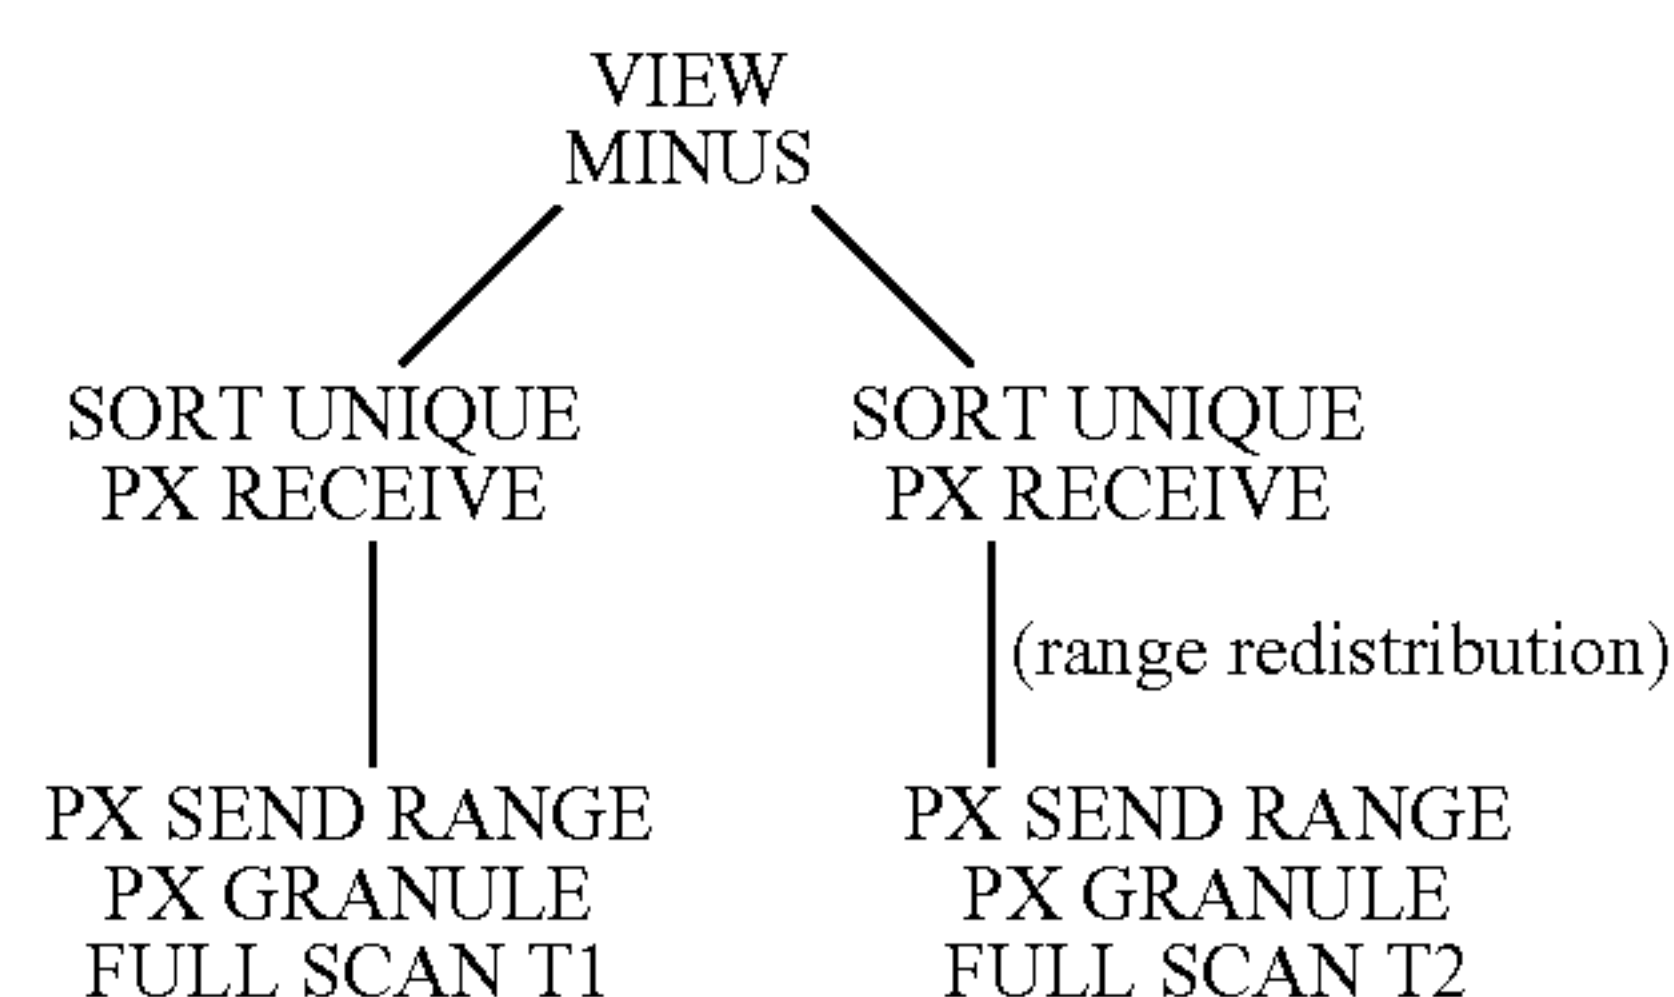 VIEW
MINUS
SORT UNIQUE
PX RECEIVE
SORT UNIQUE
PX RECEIVE
(range redistribution)
PX SEND RANGE
PX GRANULE
FULL SCAN T1
PX SEND RANGE
PX GRANULE
FULL SCAN T2